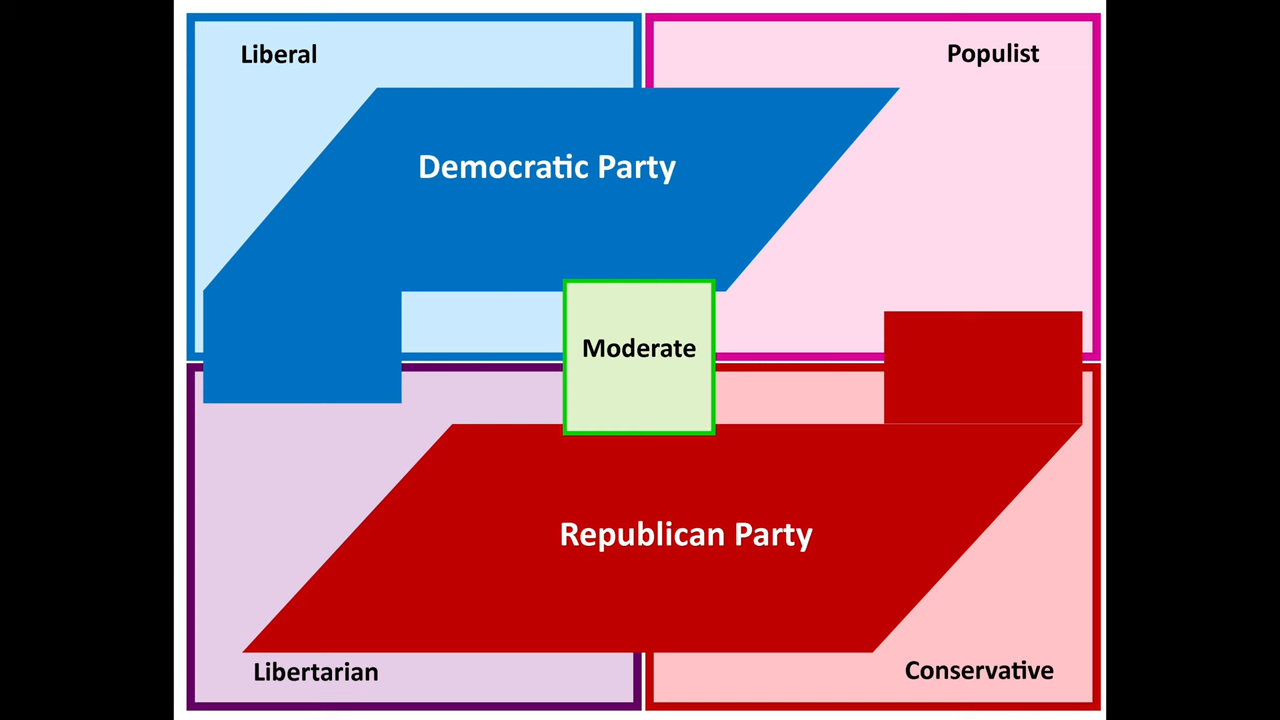 Liberal
Populist
Democratic Party
Moderate
Republican Party
Libertarian
Conservative